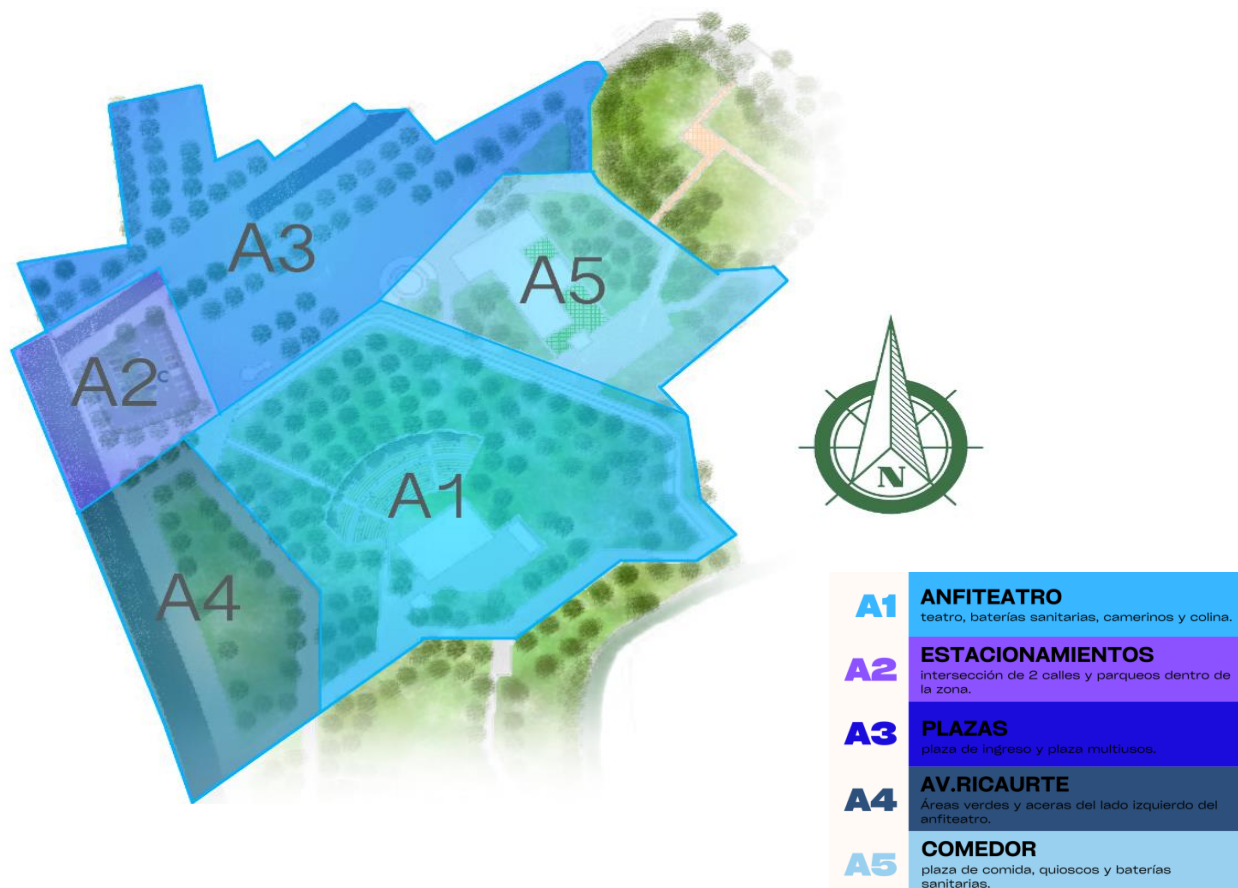 A3
A5
A2
c
A1
A4
N
A1
ANFITEATRO
teatro, baterías sanitarias, camerinos y colina.
A2
ESTACIONAMIENTOS
intersección de 2 calles y parqueos dentro de
la zona.
A3
PLAZAS
plaza de ingreso y plaza multiusos.
A4
AV.RICAURTE
Áreas verdes y aceras del lado izquierdo del
anfiteatro.
A5
COMEDOR
plaza de comida, quioscos y baterías
sanitarias.